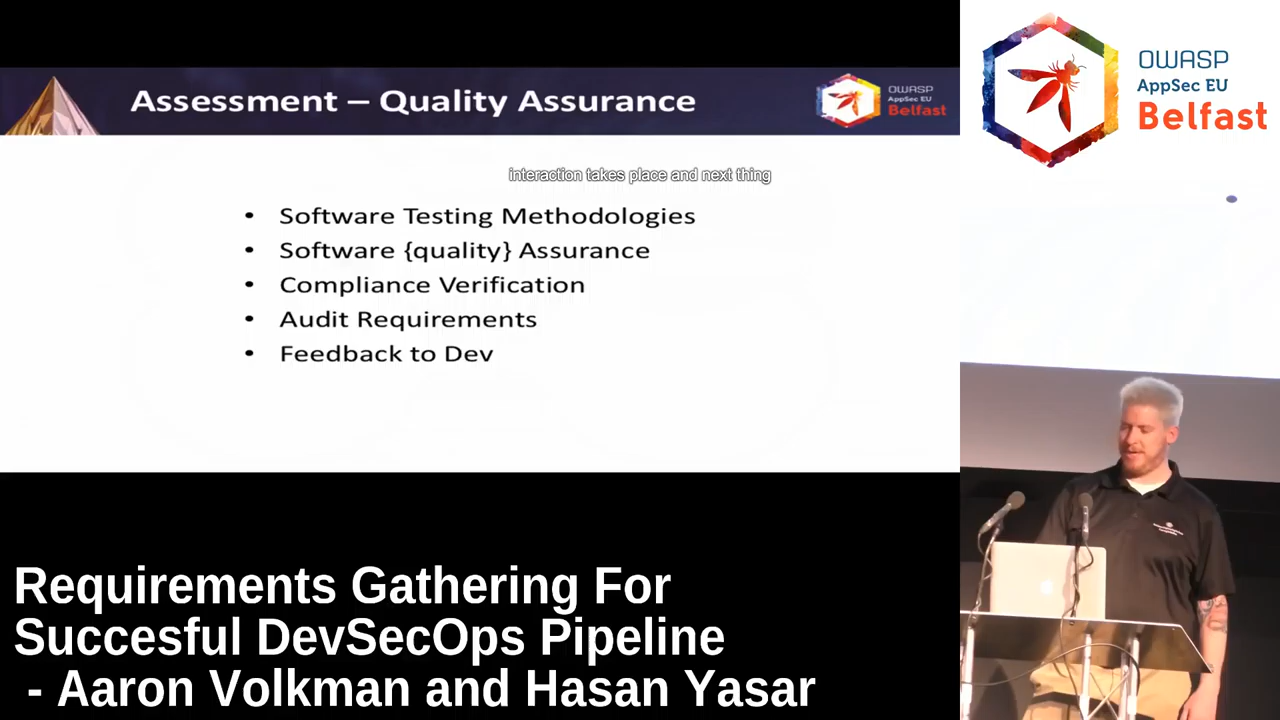 Assessment – Quality Assurance
OWASP
AppSec EU
Belfast
interaction takes place and next thing
• Software Testing Methodologies
• Software {quality} Assurance
• Compliance Verification
• Audit Requirements
• Feedback to Dev
OWASP
AppSec EU
Belfast
Requirements Gathering For
Succesful DevSecOps Pipeline
- Aaron Volkman and Hasan Yasar